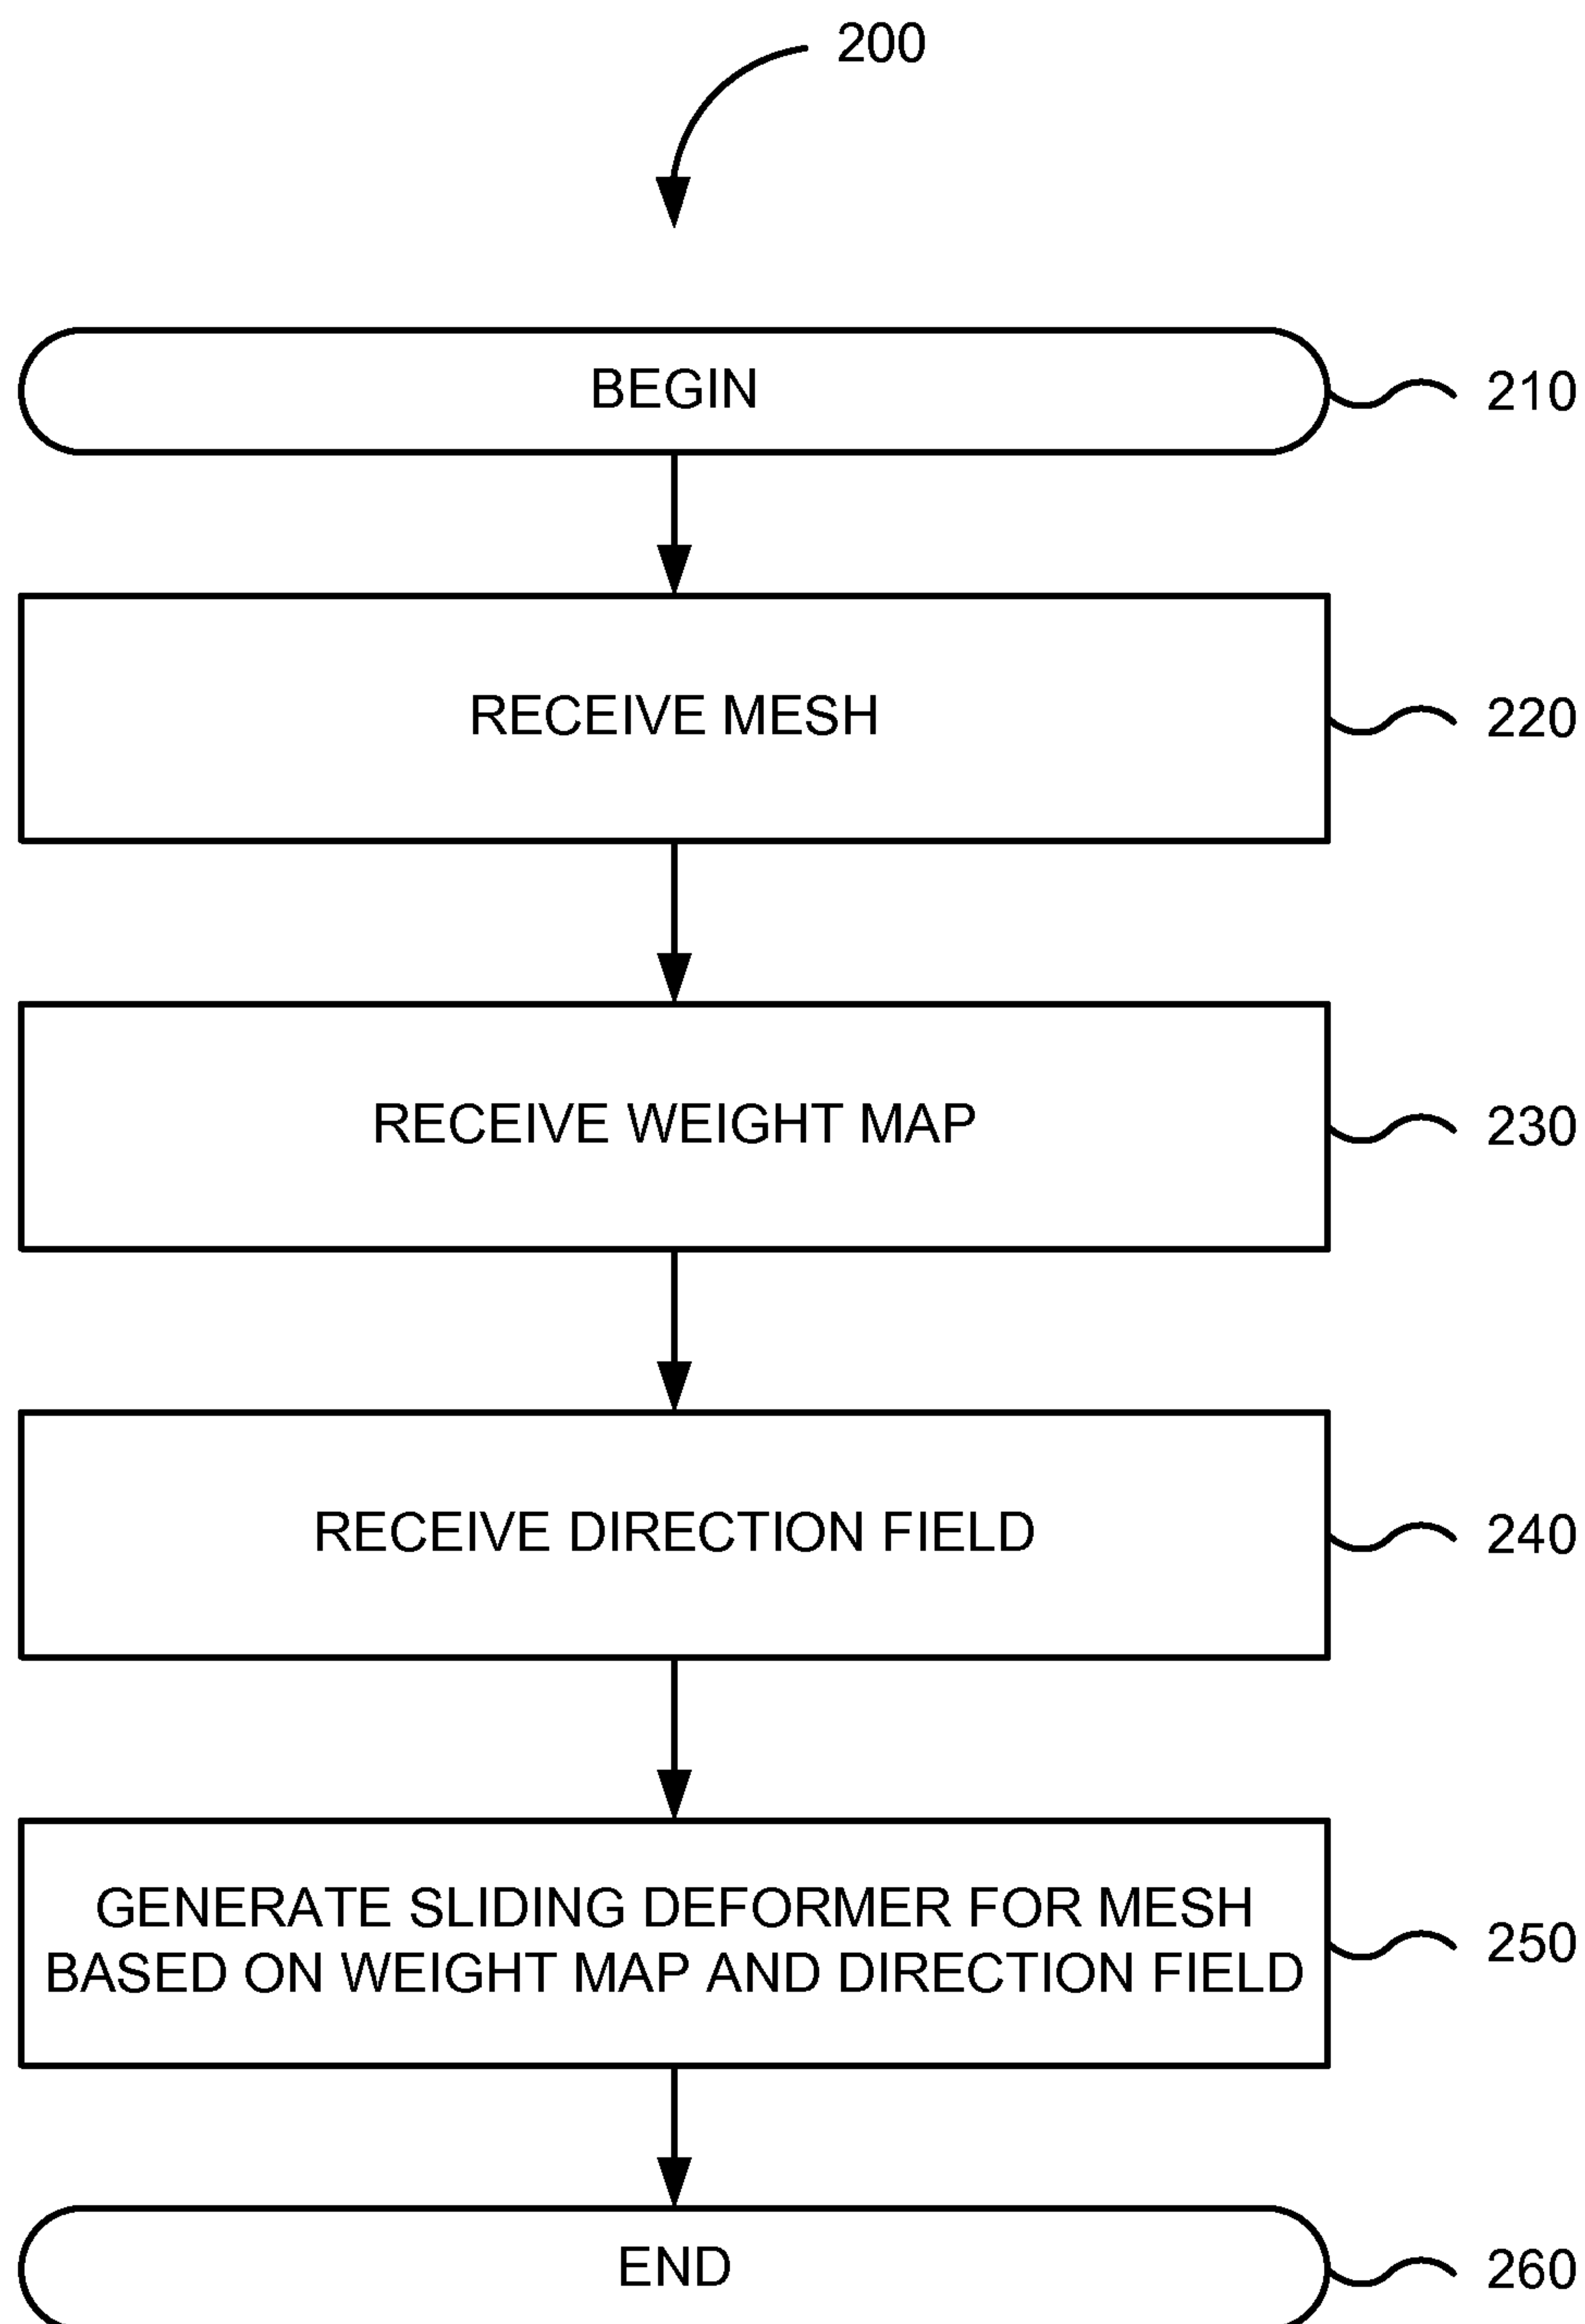 200
BEGIN
210
RECEIVE MESH
220
RECEIVE WEIGHT MAP
230
RECEIVE DIRECTION FIELD
240
GENERATE SLIDING DEFORMER FOR MESH
BASED ON WEIGHT MAP AND DIRECTION FIELD
250
END
260